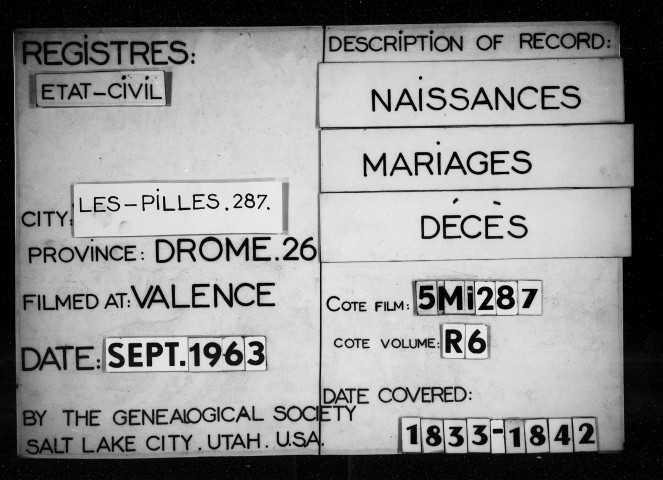 REGISTRES:
ETAT-CIVIL
CITY: LES-PILLES.287.
PROVINCE: DROME.26
FILMED AT: VALENCE
DATE: SEPT.1963
BY THE GENEALOGICAL SOCIETY
SALT LAKE CITY. UTAH. U.S.A.
DESCRIPTION OF RECORD:
NAISSANCES
MARIAGES
DÉCÈS
COTE FILM: 5Mi287
COTE VOLUME: R6
DATE COVERED:
1833-1842